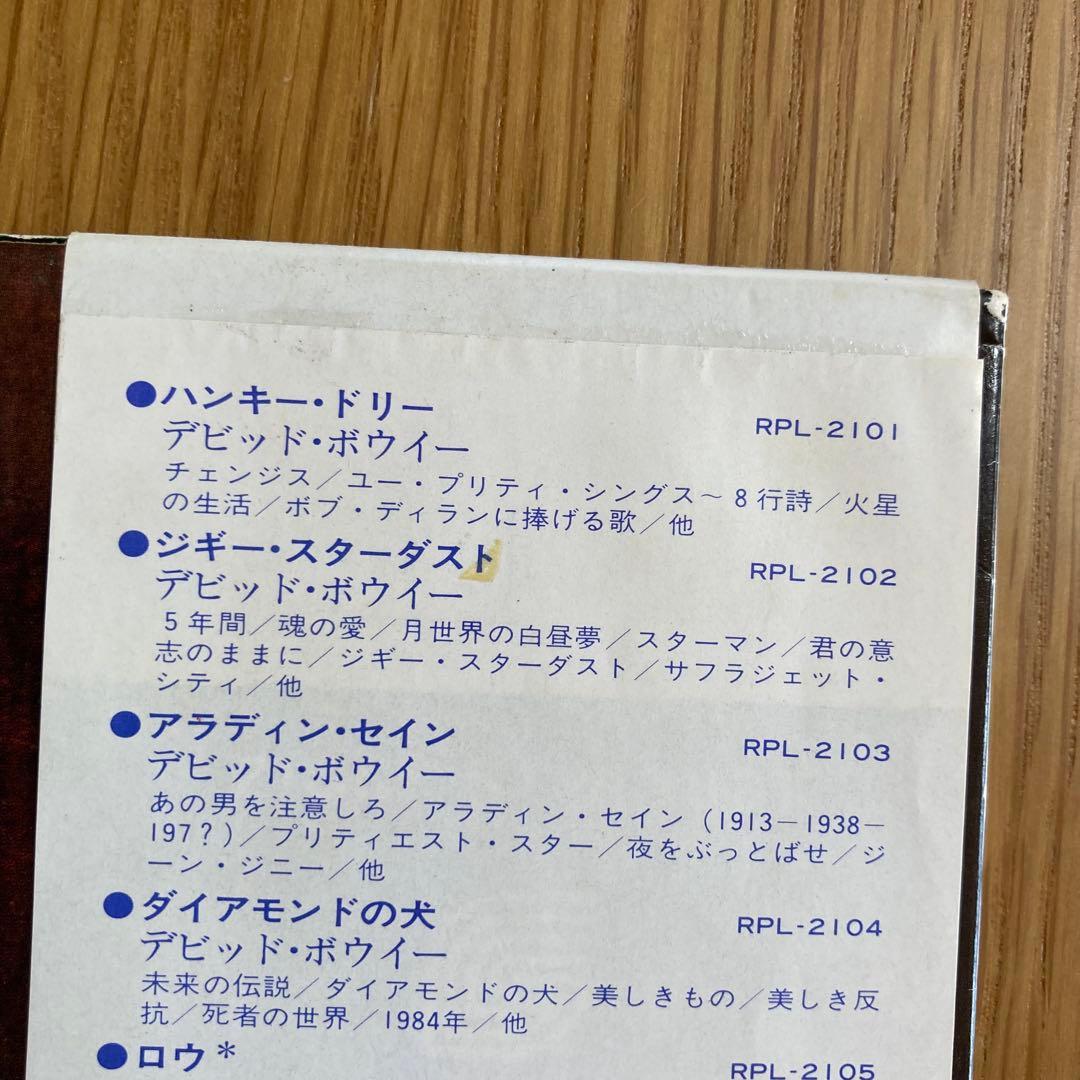 ●ハンキー・ドリー
デビッド・ボウイー RPL-2101
チェンジス／ユー・プリティ・シングス〜8行詩／火星
の生活／ボブ・ディランに捧げる歌／他
●ジギー・スターダスト
デビッド・ボウイー RPL-2102
5年間／魂の愛／月世界の白昼夢／スターマン／君の意
志のままに／ジギー・スターダスト／サフラジェット・
シティ／他
●アラディン・セイン
デビッド・ボウイー RPL-2103
あの男を注意しろ／アラディン・セイン（1913－1938－
197？）／プリティエスト・スター／夜をぶっとばせ／ジ
ーン・ジニー／他
●ダイアモンドの犬
デビッド・ボウイー RPL-2104
未来の伝説／ダイアモンドの犬／美しきもの／美しき反
抗／死者の世界／1984年／他
●ロウ* RPL-2105